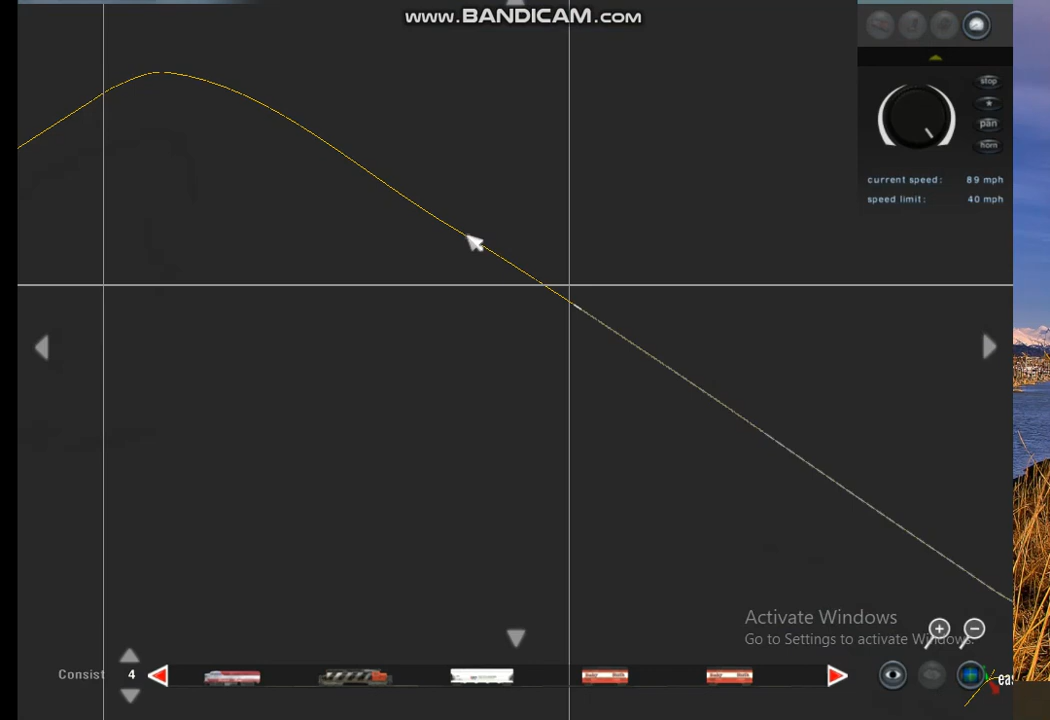 www.BANDICAM.com
stop
pan
horn
current speed: 89 mph
speed limit: 40 mph
Activate Windows
Go to Settings to activate Windows.
Consist 4
eas